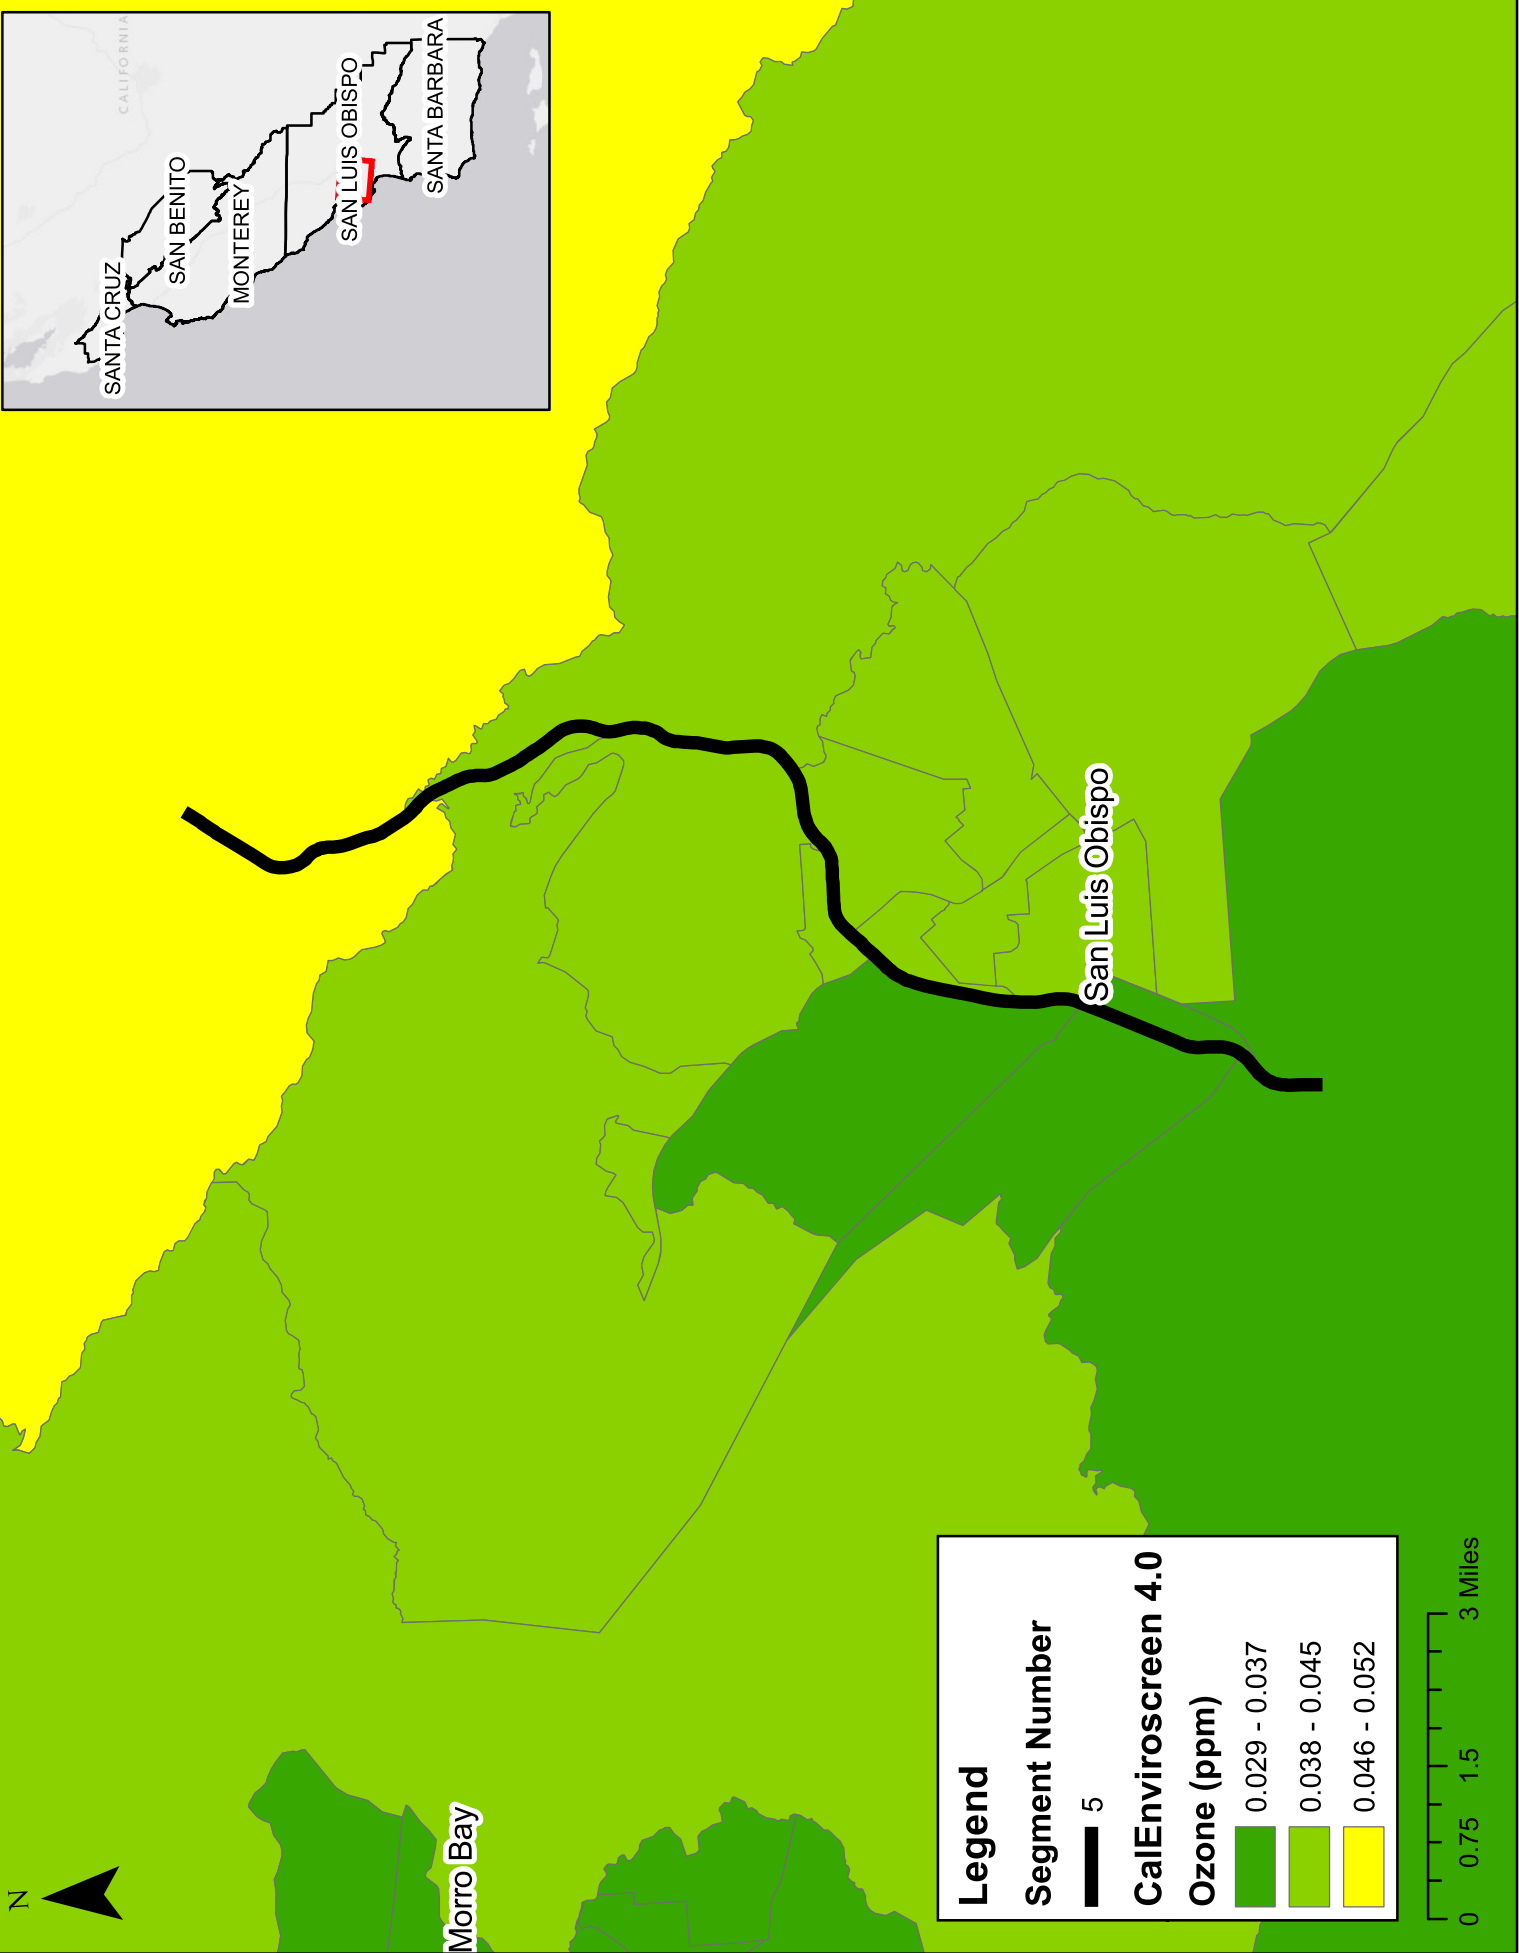 N
CALIFORNIA
SANTA CRUZ
SAN BENITO
MONTEREY
SAN LUIS OBISPO
SANTA BARBARA
Morro Bay
San Luis Obispo
Legend
Segment Number
5
CalEnviroscreen 4.0
Ozone (ppm)
0.029 - 0.037
0.038 - 0.045
0.046 - 0.052
0 0.75 1.5 3 Miles